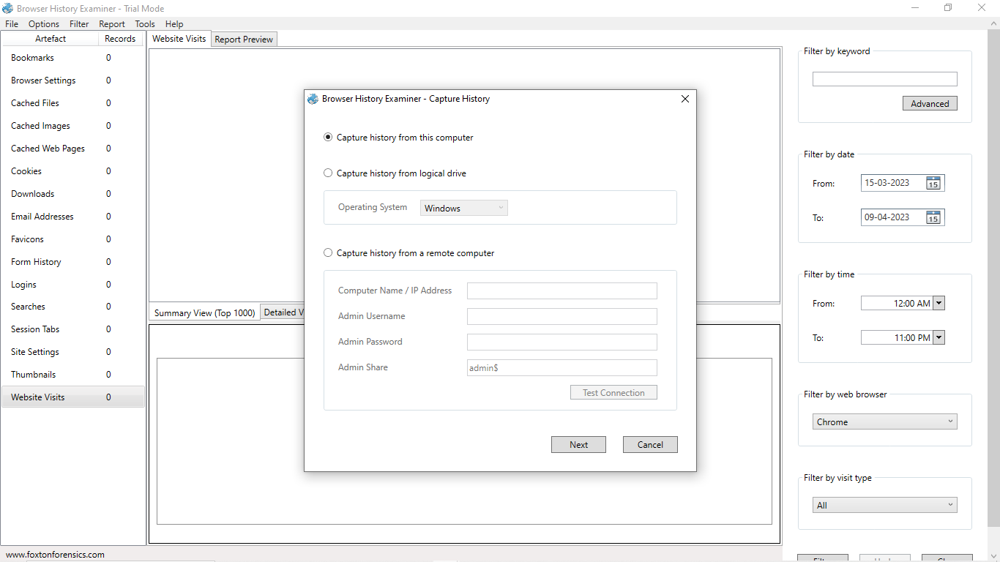 Browser History Examiner - Trial Mode
File Options Filter Report Tools Help
Artefact Records
Bookmarks 0
Browser Settings 0
Cached Files 0
Cached Images 0
Cached Web Pages 0
Cookies 0
Downloads 0
Email Addresses 0
Favicons 0
Form History 0
Logins 0
Searches 0
Session Tabs 0
Site Settings 0
Thumbnails 0
Website Visits 0
www.foxtonforensics.com
Website Visits Report Preview
Summary View (Top 1000) Detailed V
Browser History Examiner - Capture History
Capture history from this computer
Capture history from logical drive
Operating System Windows
Capture history from a remote computer
Computer Name / IP Address
Admin Username
Admin Password
Admin Share admin$
Test Connection
Next Cancel
Filter by keyword
Advanced
Filter by date
From: 15-03-2023 15
To: 09-04-2023 15
Filter by time
From: 12:00 AM
To: 11:00 PM
Filter by web browser
Chrome
Filter by visit type
All